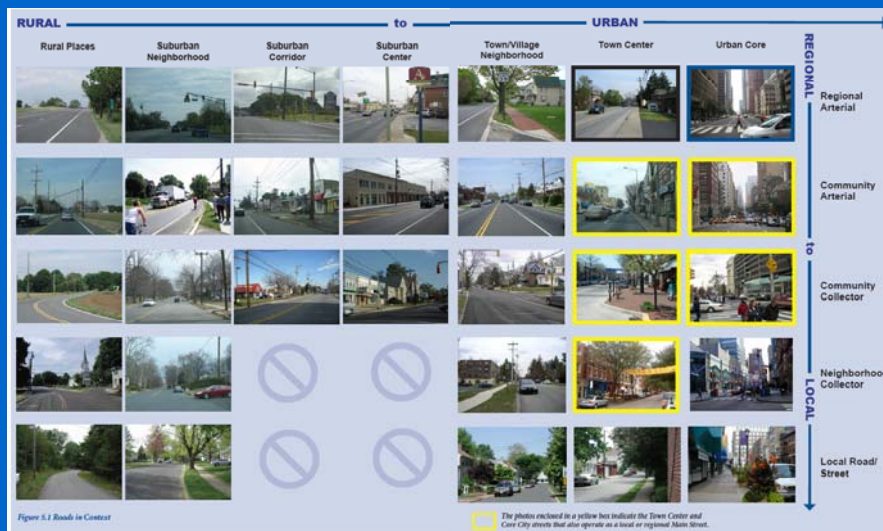 RURAL to URBAN
Rural Places
Suburban
Neighborhood
Suburban
Corridor
Suburban
Center
Town/Village
Neighborhood
Town Center
Urban Core
REGIONAL
to
LOCAL
Regional
Arterial
Community
Arterial
Community
Collector
Neighborhood
Collector
Local Road/
Street
Figure 5.1 Roads in Context
The photos enclosed in a yellow box indicate the Town Center and
Core City streets that also operate as a local or regional Main Street.